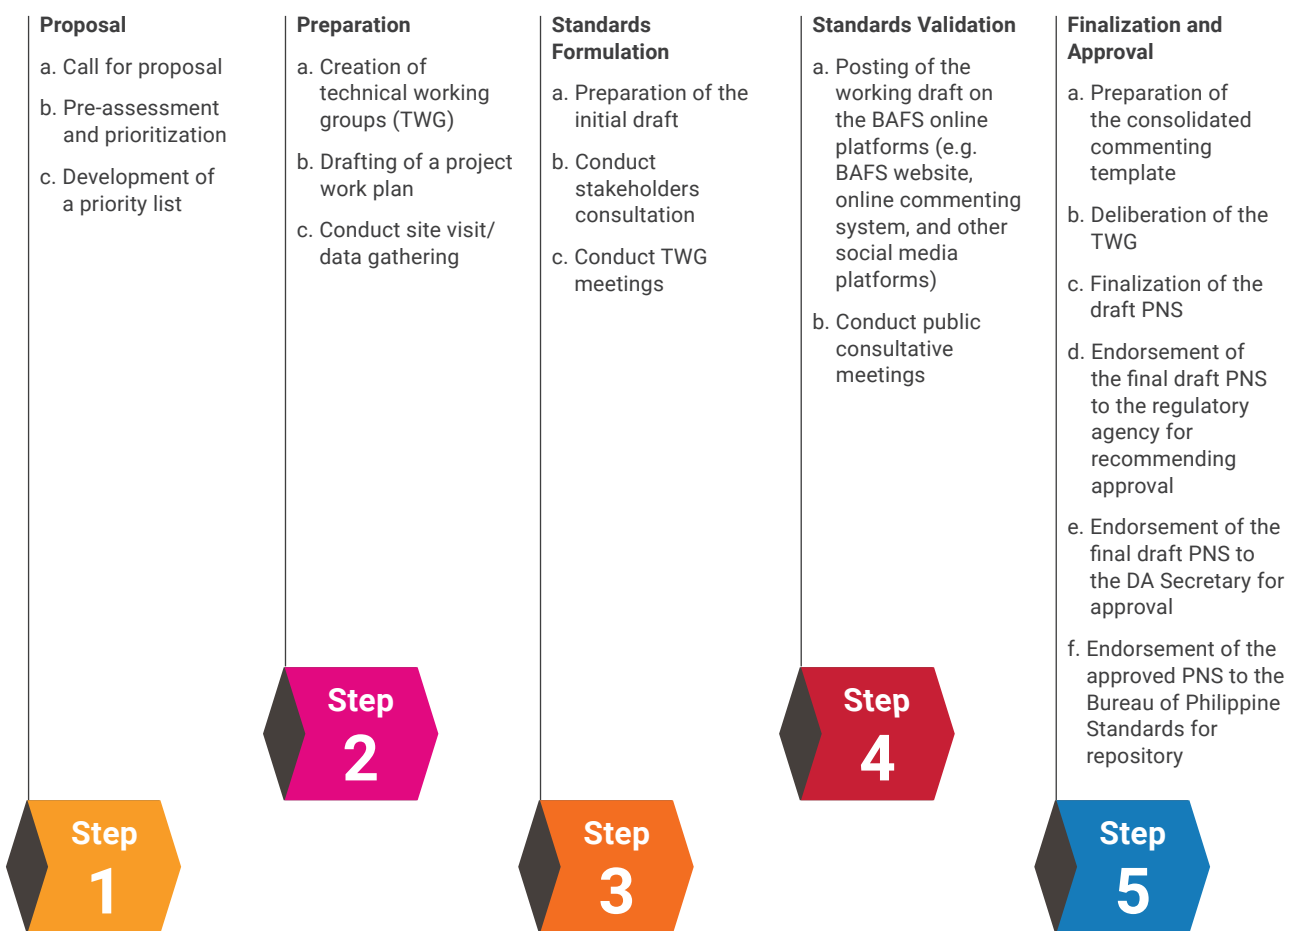 Proposal
a. Call for proposal
b. Pre-assessment
and prioritization
c. Development of
a priority list
Step
1
Preparation
a. Creation of
technical working
groups (TWG)
b. Drafting of a project
work plan
c. Conduct site visit/
data gathering
Step
2
Standards
Formulation
a. Preparation of the
initial draft
b. Conduct
stakeholders
consultation
c. Conduct TWG
meetings
Step
3
Standards Validation
a. Posting of the
working draft on
the BAFS online
platforms (e.g.
BAFS website,
online commenting
system, and other
social media
platforms)
b. Conduct public
consultative
meetings
Step
4
Finalization and
Approval
a. Preparation of
the consolidated
commenting
template
b. Deliberation of the
TWG
c. Finalization of the
draft PNS
d. Endorsement of
the final draft PNS
to the regulatory
agency for
recommending
approval
e. Endorsement of the
final draft PNS to
the DA Secretary for
approval
f. Endorsement of the
approved PNS to the
Bureau of Philippine
Standards for
repository
Step
5